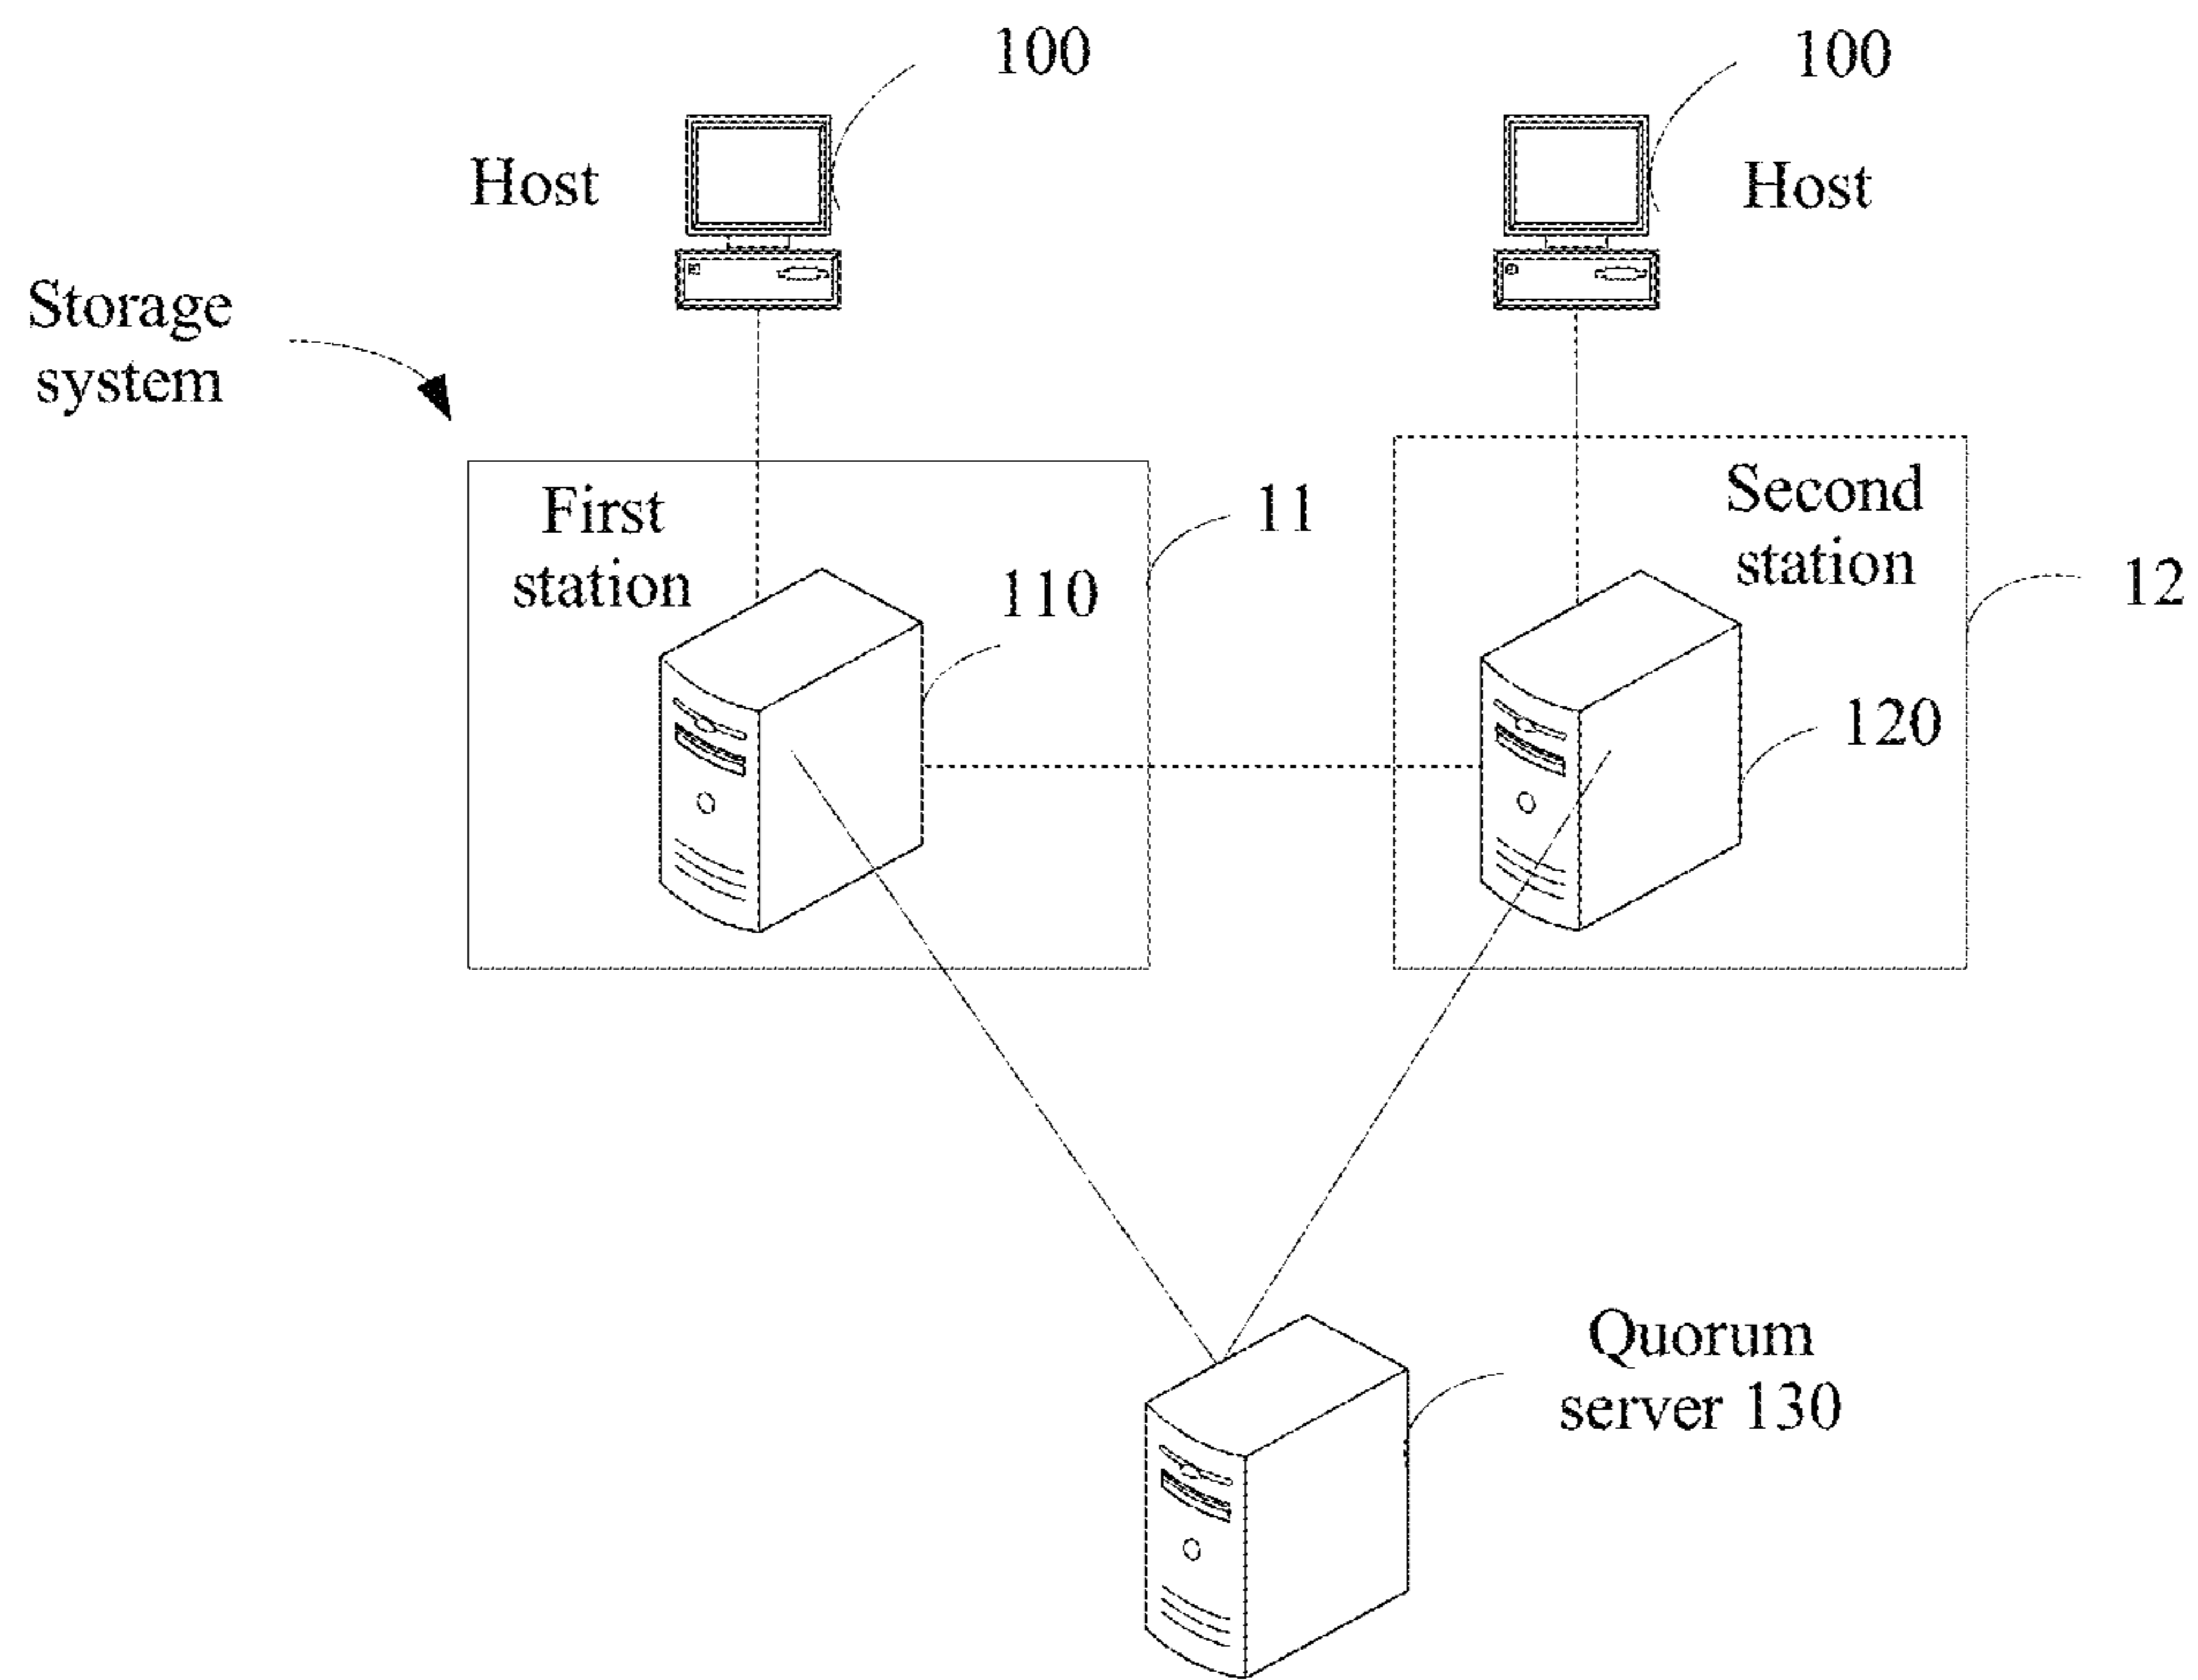 100
100
Host
Host
Storage
system
First
station
11
Second
station
110
12
120
Quorum
server 130